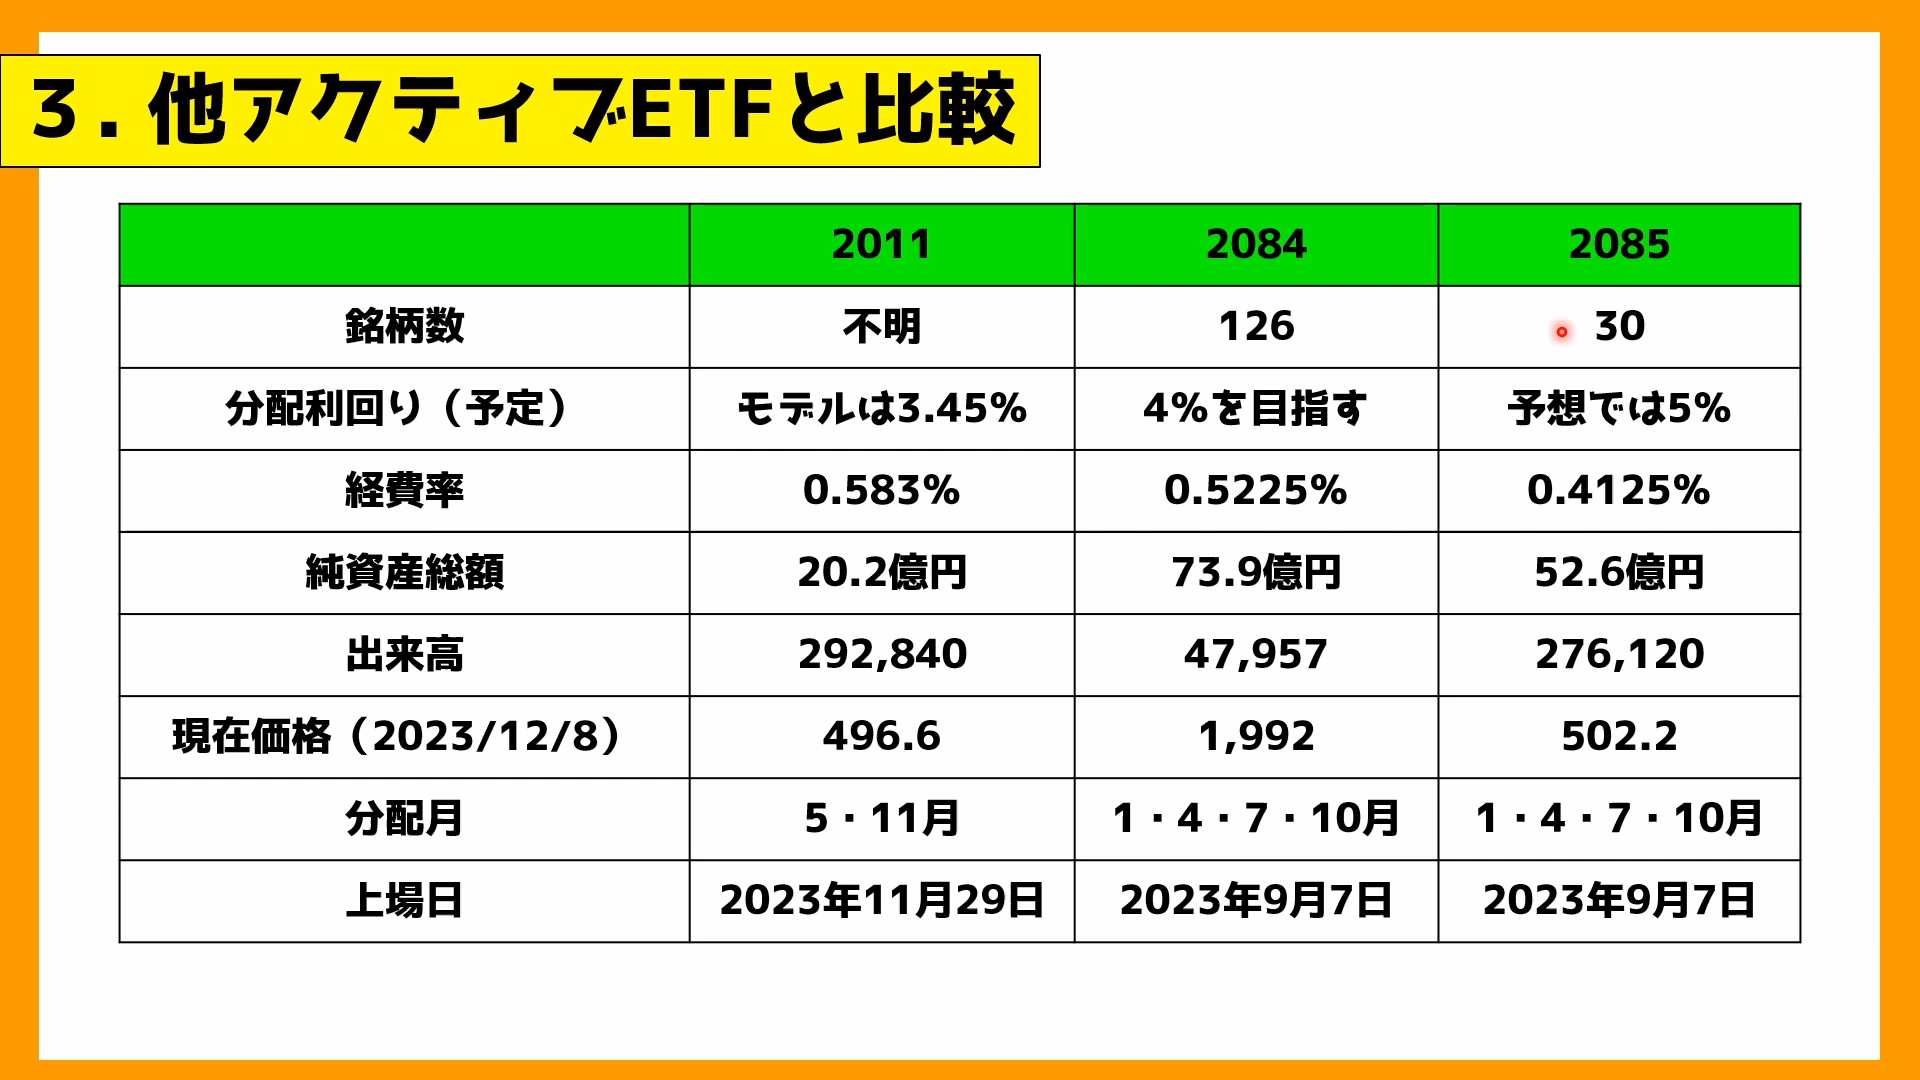 3．他アクティブETFと比較
2011 2084 2085
銘柄数 不明 126 30
分配利回り（予定） モデルは3.45% 4%を目指す 予想では5%
経費率 0.583% 0.5225% 0.4125%
純資産総額 20.2億円 73.9億円 52.6億円
出来高 292,840 47,957 276,120
現在価格（2023/12/8） 496.6 1,992 502.2
分配月 5・11月 1・4・7・10月 1・4・7・10月
上場日 2023年11月29日 2023年9月7日 2023年9月7日